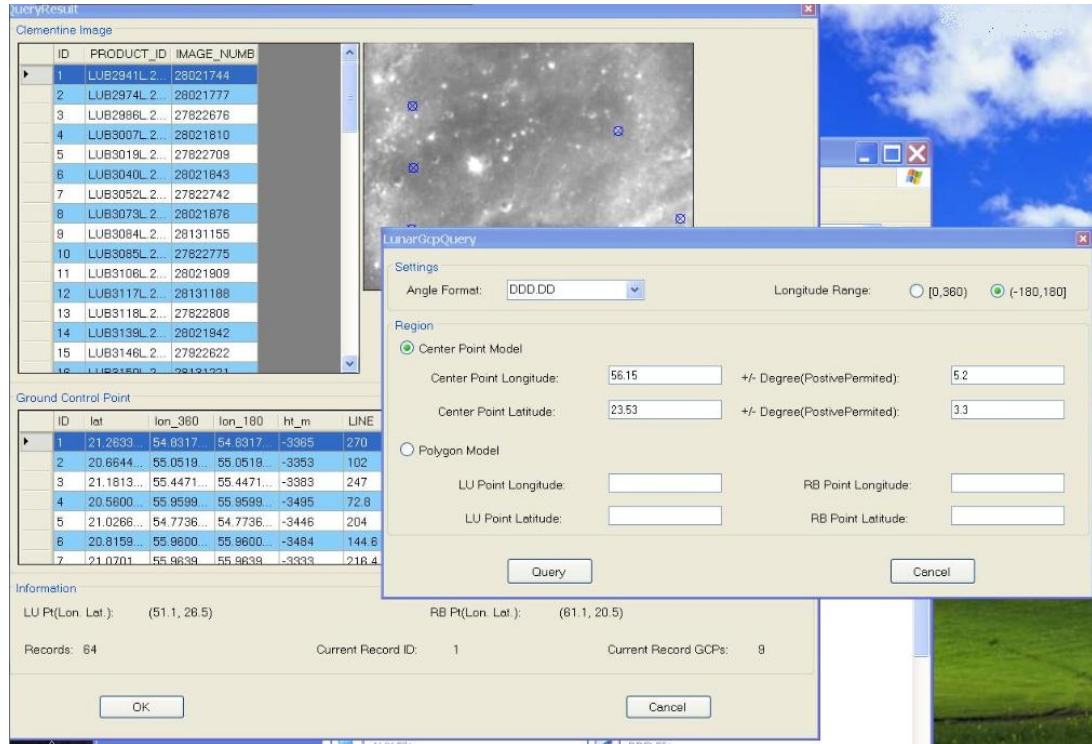 QueryResult
Clementine Image
ID PRODUCT_ID IMAGE_NUMB
1 LUB2941L.2... 28021744
2 LUB2974L.2... 28021777
3 LUB2986L.2... 27822676
4 LUB3007L.2... 28021810
5 LUB3019L.2... 27822709
6 LUB3040L.2... 28021843
7 LUB3052L.2... 27822742
8 LUB3073L.2... 28021876
9 LUB3084L.2... 28131155
10 LUB3085L.2... 27822775
11 LUB3106L.2... 28021909
12 LUB3117L.2... 28131188
13 LUB3118L.2... 27822808
14 LUB3139L.2... 28021942
15 LUB3146L.2... 27922622
16 LUB3150L.2... 28131221
LunarGcpQuery
Settings
Angle Format: DDD.DD Longitude Range: [0,360) (-180,180]
Region
Center Point Model
Center Point Longitude: 56.15 +/- Degree(PostivePermited): 5.2
Center Point Latitude: 23.53 +/- Degree(PostivePermited): 3.3
Polygon Model
LU Point Longitude: RB Point Longitude:
LU Point Latitude: RB Point Latitude:
Query Cancel
Ground Control Point
ID lat lon_360 lon_180 ht_m LINE
1 21.2633... 54.8317... 54.8317... -3365 270
2 20.6644... 55.0519... 55.0519... -3353 102
3 21.1813... 55.4471... 55.4471... -3383 247
4 20.5600... 55.9599... 55.9599... -3495 72.8
5 21.0266... 54.7736... 54.7736... -3446 204
6 20.8159... 55.9600... 55.9600... -3484 144.6
7 21.0701... 55.9639... 55.9639... -3333 216.4
Information
LU Pt(Lon. Lat.): (51.1, 26.5) RB Pt(Lon. Lat.): (61.1, 20.5)
Records: 64 Current Record ID: 1 Current Record GCPs: 9
OK Cancel